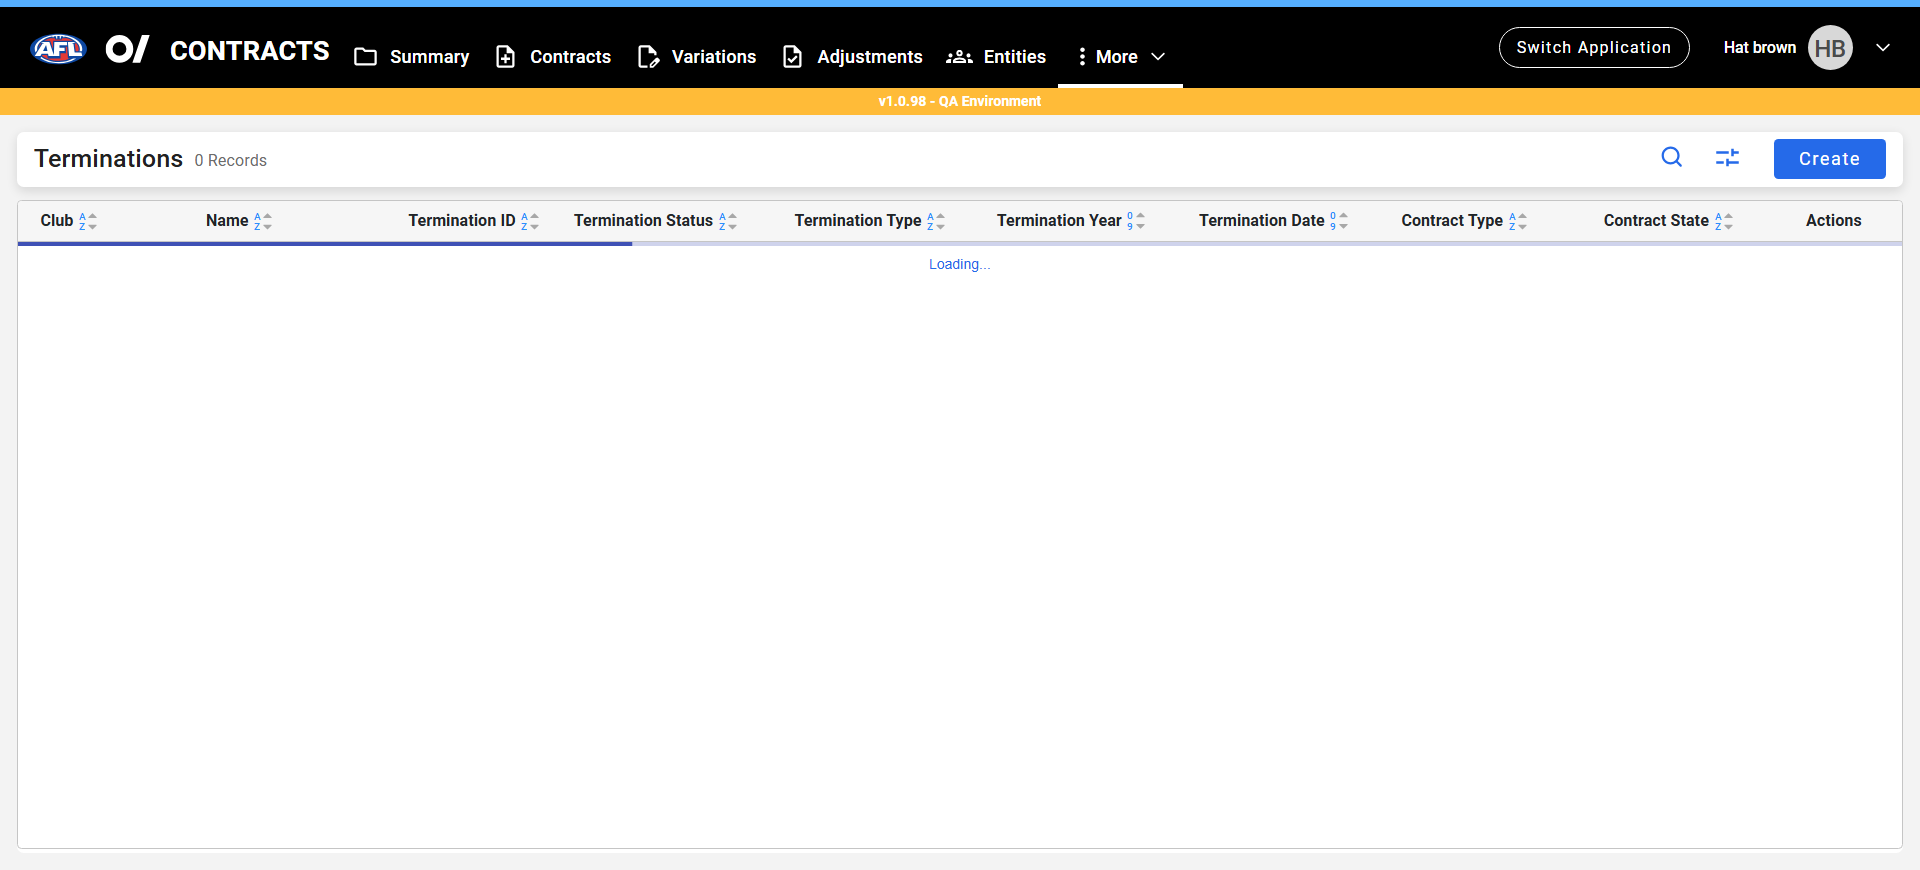 AFL O/ CONTRACTS Summary Contracts Variations Adjustments Entities More Switch Application Hat brown HB
v1.0.98 - QA Environment
Terminations 0 Records Create
Club Name Termination ID Termination Status Termination Type Termination Year Termination Date Contract Type Contract State Actions
Loading...